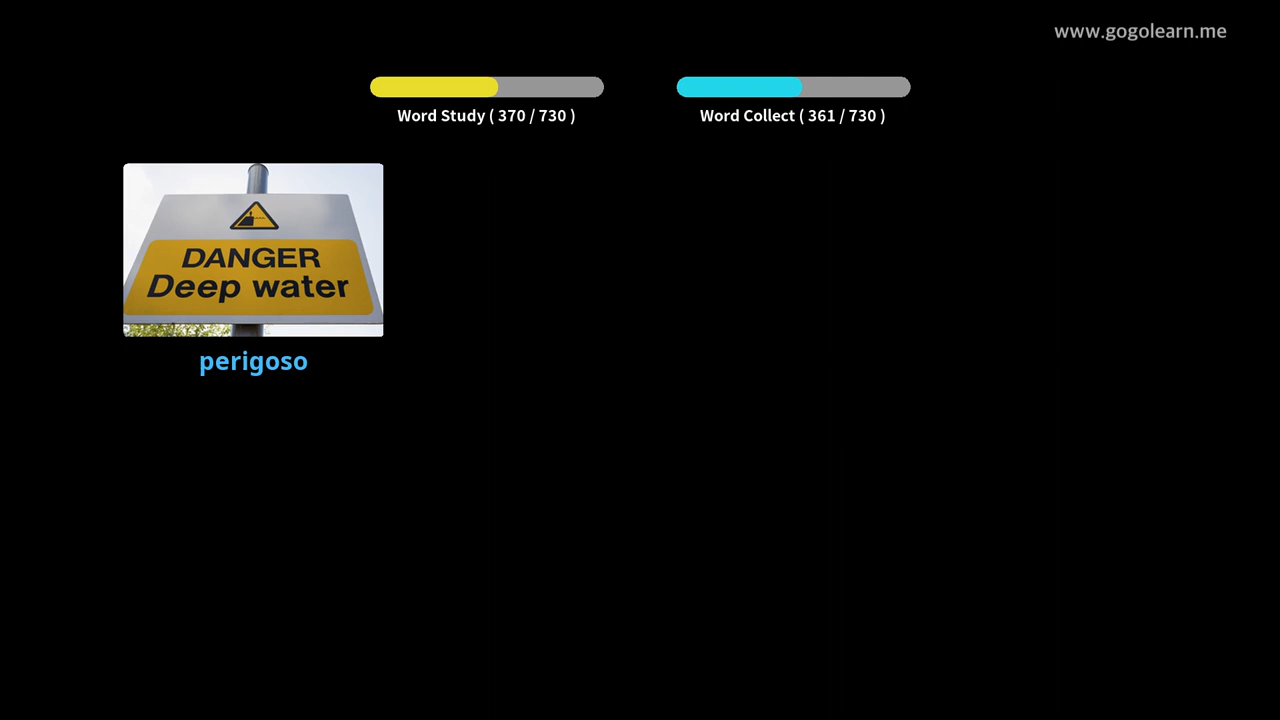 www.gogolearn.me
Word Study ( 370 / 730 )
Word Collect ( 361 / 730 )
DANGER
Deep water
perigoso